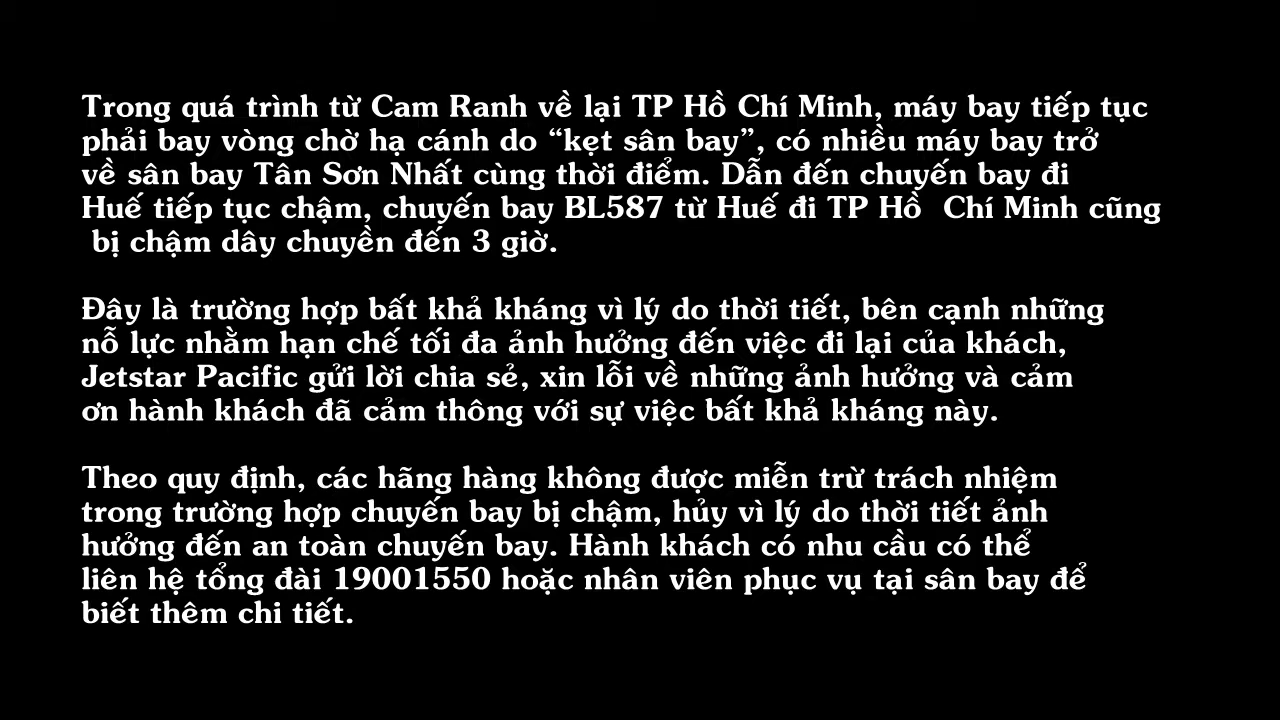 Trong quá trình từ Cam Ranh về lại TP Hồ Chí Minh, máy bay tiếp tục
phải bay vòng chờ hạ cánh do “kẹt sân bay”, có nhiều máy bay trở
về sân bay Tân Sơn Nhất cùng thời điểm. Dẫn đến chuyến bay đi
Huế tiếp tục chậm, chuyến bay BL587 từ Huế đi TP Hồ Chí Minh cũng
bị chậm dây chuyền đến 3 giờ.
Đây là trường hợp bất khả kháng vì lý do thời tiết, bên cạnh những
nỗ lực nhằm hạn chế tối đa ảnh hưởng đến việc đi lại của khách,
Jetstar Pacific gửi lời chia sẻ, xin lỗi về những ảnh hưởng và cảm
ơn hành khách đã cảm thông với sự việc bất khả kháng này.
Theo quy định, các hãng hàng không được miễn trừ trách nhiệm
trong trường hợp chuyến bay bị chậm, hủy vì lý do thời tiết ảnh
hưởng đến an toàn chuyến bay. Hành khách có nhu cầu có thể
liên hệ tổng đài 19001550 hoặc nhân viên phục vụ tại sân bay để
biết thêm chi tiết.